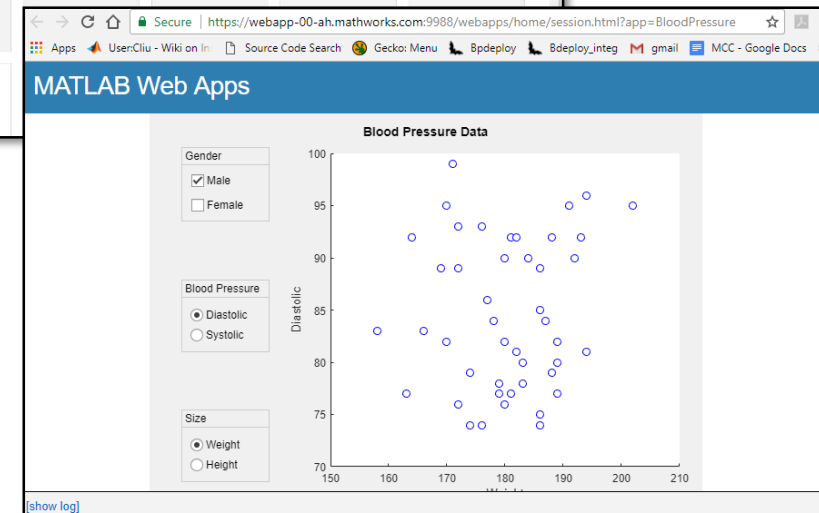 Secure | https://webapp-00-ah.mathworks.com:9988/webapps/home/session.html?app=BloodPressure
Apps User:Cliu - Wiki on In Source Code Search Gecko: Menu Bpdeploy Bdeploy_integ gmail MCC - Google Docs
MATLAB Web Apps
Blood Pressure Data
Gender
Male
Female
Blood Pressure
Diastolic
Systolic
Size
Weight
Height
Diastolic
100
95
90
85
80
75
70
150 160 170 180 190 200 210
[show log]